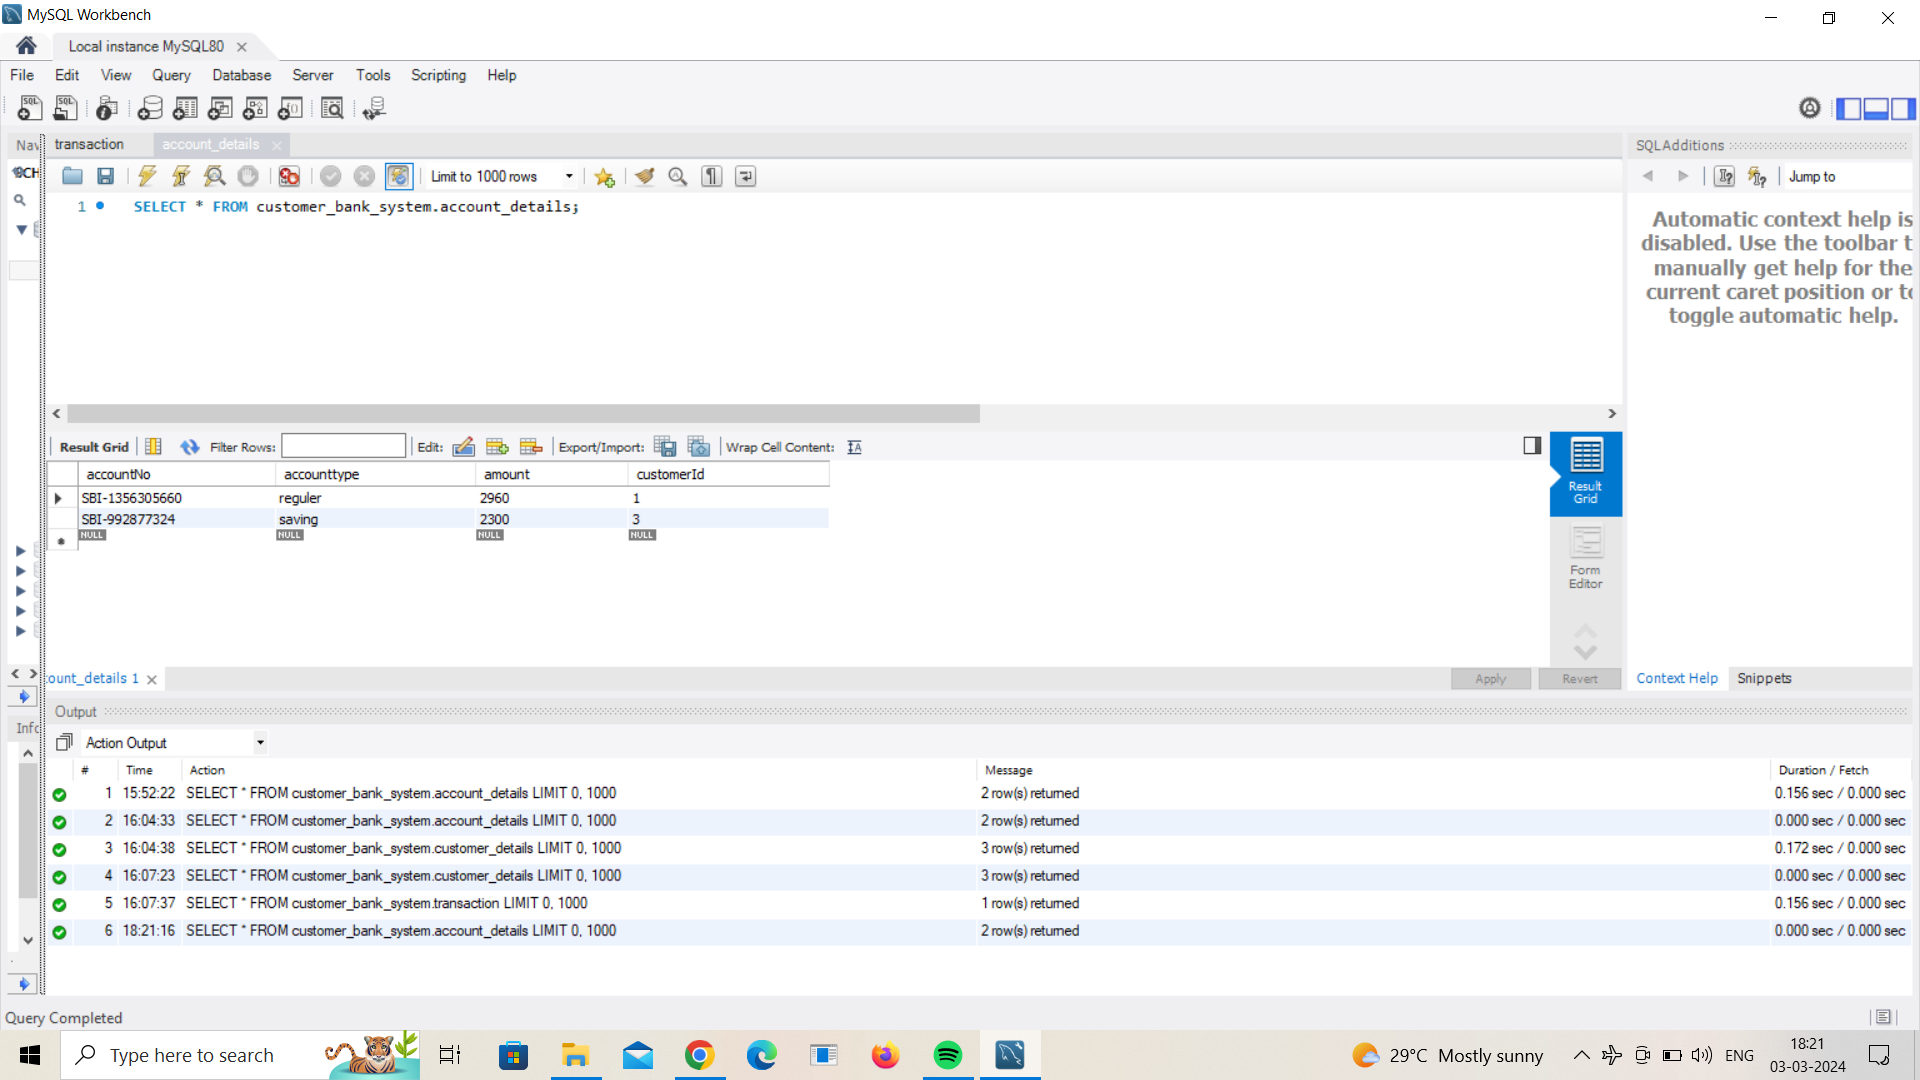 MySQL Workbench
Local instance MySQL80
File Edit View Query Database Server Tools Scripting Help
Nav
transaction
account_details
SQLAdditions
SCH
Limit to 1000 rows
Jump to
1 SELECT * FROM customer_bank_system.account_details;
Automatic context help is
disabled. Use the toolbar t
manually get help for the
current caret position or to
toggle automatic help.
Result Grid Filter Rows: Edit: Export/Import: Wrap Cell Content:
accountNo accounttype amount customerId
SBI-1356305660 reguler 2960 1
SBI-992877324 saving 2300 3
NULL NULL NULL NULL
Result
Grid
Form
Editor
ount_details 1
Apply Revert
Context Help Snippets
Output
Info
Action Output
# Time Action Message Duration / Fetch
1 15:52:22 SELECT * FROM customer_bank_system.account_details LIMIT 0, 1000 2 row(s) returned 0.156 sec / 0.000 sec
2 16:04:33 SELECT * FROM customer_bank_system.account_details LIMIT 0, 1000 2 row(s) returned 0.000 sec / 0.000 sec
3 16:04:38 SELECT * FROM customer_bank_system.customer_details LIMIT 0, 1000 3 row(s) returned 0.172 sec / 0.000 sec
4 16:07:23 SELECT * FROM customer_bank_system.customer_details LIMIT 0, 1000 3 row(s) returned 0.000 sec / 0.000 sec
5 16:07:37 SELECT * FROM customer_bank_system.transaction LIMIT 0, 1000 1 row(s) returned 0.156 sec / 0.000 sec
6 18:21:16 SELECT * FROM customer_bank_system.account_details LIMIT 0, 1000 2 row(s) returned 0.000 sec / 0.000 sec
Query Completed
Type here to search
29°C Mostly sunny
ENG
18:21
03-03-2024